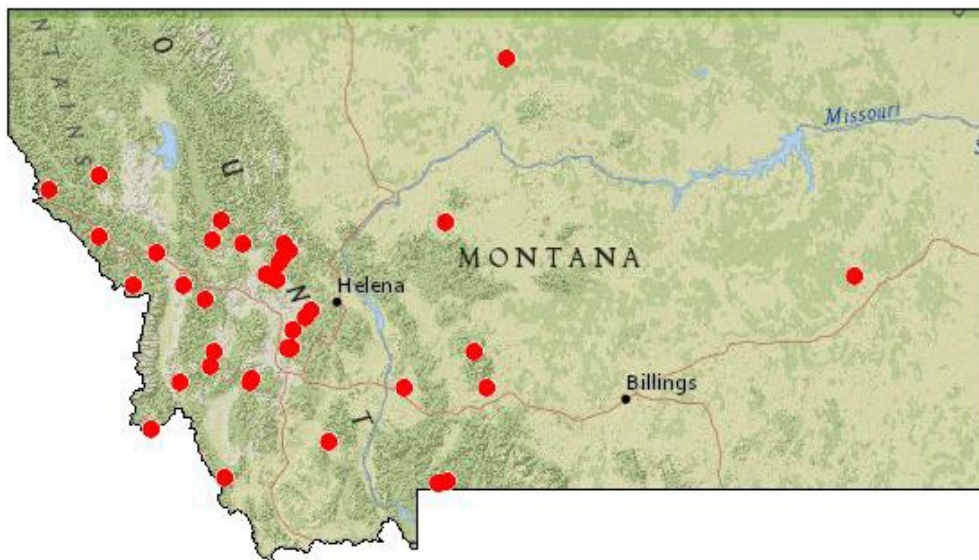 N T A I N S
O U N T
Missouri
MONTANA
Helena
Billings